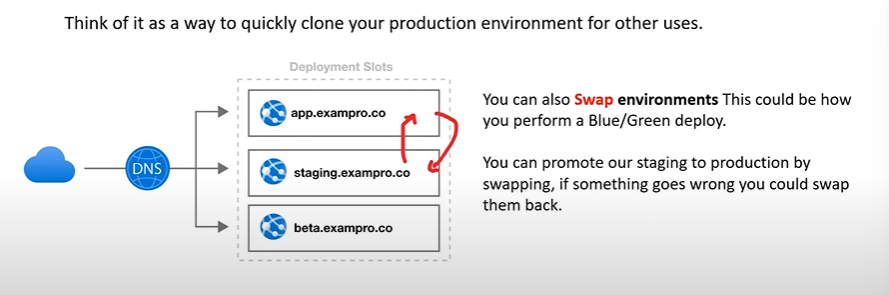 Think of it as a way to quickly clone your production environment for other uses.
Deployment Slots
app.exampro.co
DNS
staging.exampro.co
beta.exampro.co
You can also Swap environments This could be how
you perform a Blue/Green deploy.
You can promote our staging to production by
swapping, if something goes wrong you could swap
them back.